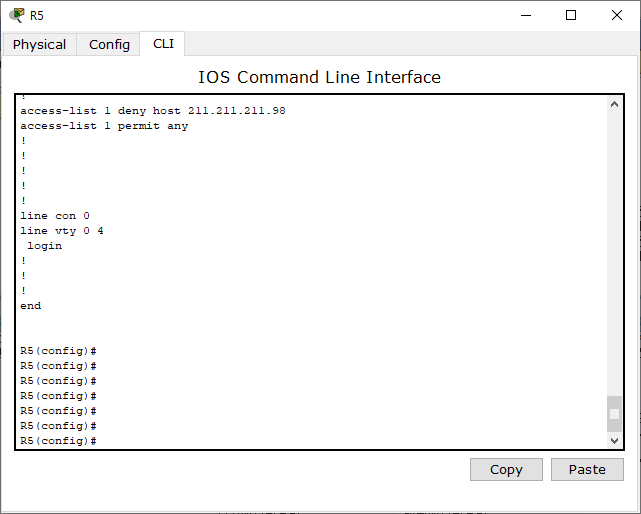 R5
Physical Config CLI
IOS Command Line Interface
!
access-list 1 deny host 211.211.211.98
access-list 1 permit any
!
!
!
!
!
line con 0
line vty 0 4
 login
!
!
!
end
R5(config)#
R5(config)#
R5(config)#
R5(config)#
R5(config)#
R5(config)#
R5(config)#
Copy Paste